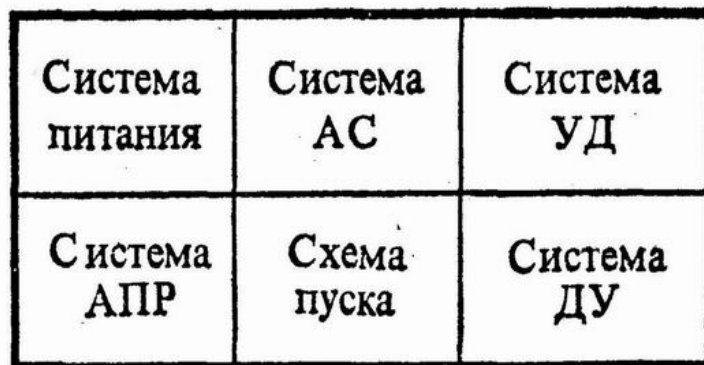 Система
питания
Система
АС
Система
УД
Система
АПР
Схема
пуска
Система
ДУ